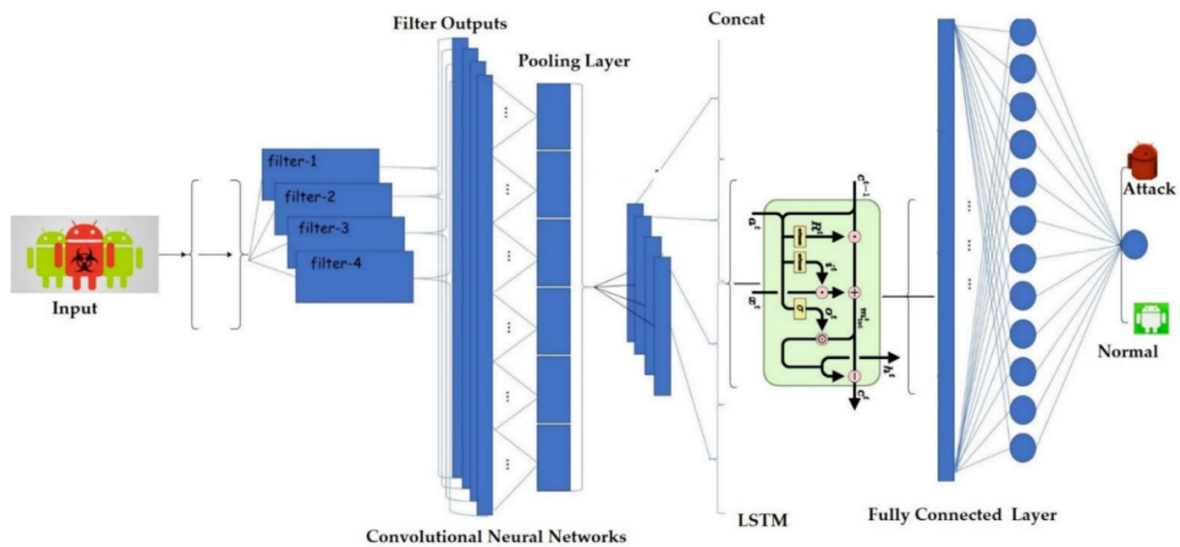 Filter Outputs
Concat
Pooling Layer
filter-1
filter-2
filter-3
filter-4
Input
Attack
Normal
LSTM
Fully Connected Layer
Convolutional Neural Networks